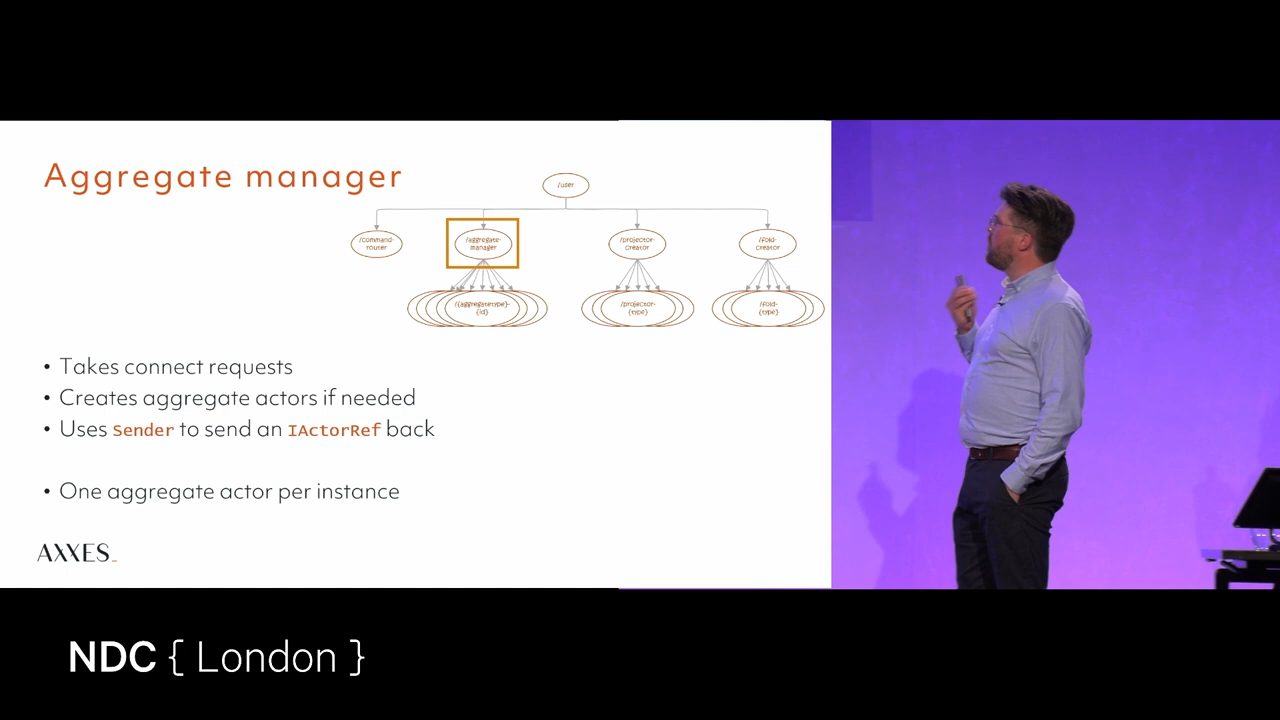 Aggregate manager
/user
/command-
router
/aggregate-
manager
/projector-
creator
/fold-
creator
/{aggregatetype}-
{id}
/projector-
{type}
/fold-
{type}
• Takes connect requests
• Creates aggregate actors if needed
• Uses Sender to send an IActorRef back
• One aggregate actor per instance
AXXES_
NDC { London }